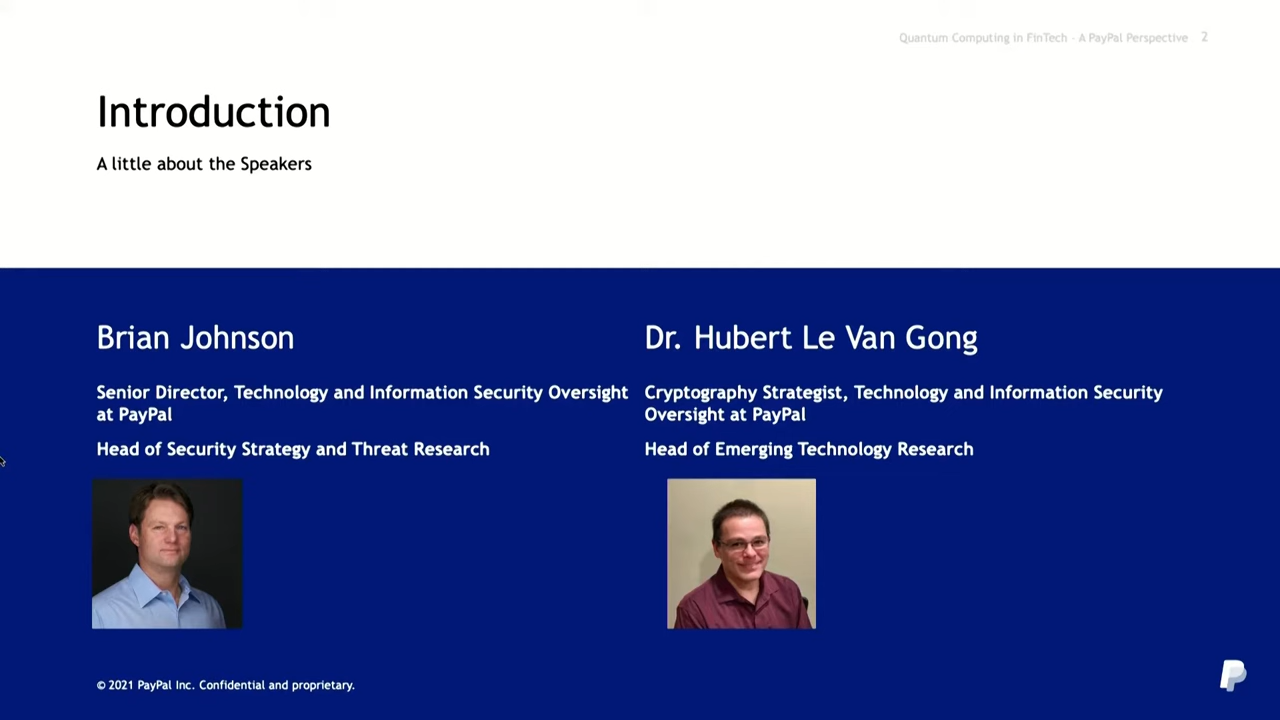 Quantum Computing in FinTech - A PayPal Perspective 2
Introduction
A little about the Speakers
Brian Johnson
Senior Director, Technology and Information Security Oversight
at PayPal
Head of Security Strategy and Threat Research
Dr. Hubert Le Van Gong
Cryptography Strategist, Technology and Information Security
Oversight at PayPal
Head of Emerging Technology Research
© 2021 PayPal Inc. Confidential and proprietary.